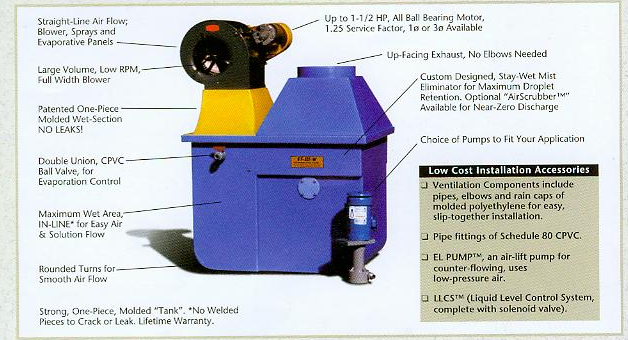 Straight-Line Air Flow;
Blower, Sprays and
Evaporative Panels
Large Volume, Low RPM,
Full Width Blower
Patented One-Piece
Molded Wet-Section
NO LEAKS!
Double Union, CPVC
Ball Valve, for
Evaporation Control
Maximum Wet Area,
IN-LINE* for Easy Air
& Solution Flow
Rounded Turns for
Smooth Air Flow
Strong, One-Piece, Molded "Tank". *No Welded
Pieces to Crack or Leak. Lifetime Warranty.
Up to 1-1/2 HP, All Ball Bearing Motor,
1.25 Service Factor, 1ø or 3ø Available
Up-Facing Exhaust, No Elbows Needed
Custom Designed, Stay-Wet Mist
Eliminator for Maximum Droplet
Retention. Optional "AirScrubber™"
Available for Near-Zero Discharge
Choice of Pumps to Fit Your Application
Low Cost Installation Accessories
❑ Ventilation Components include
pipes, elbows and rain caps of
molded polyethylene for easy,
slip-together installation.
❑ Pipe fittings of Schedule 80 CPVC.
❑ EL PUMP™, an air-lift pump for
counter-flowing, uses
low-pressure air.
❑ LLCS™ (Liquid Level Control System,
complete with solenoid valve).